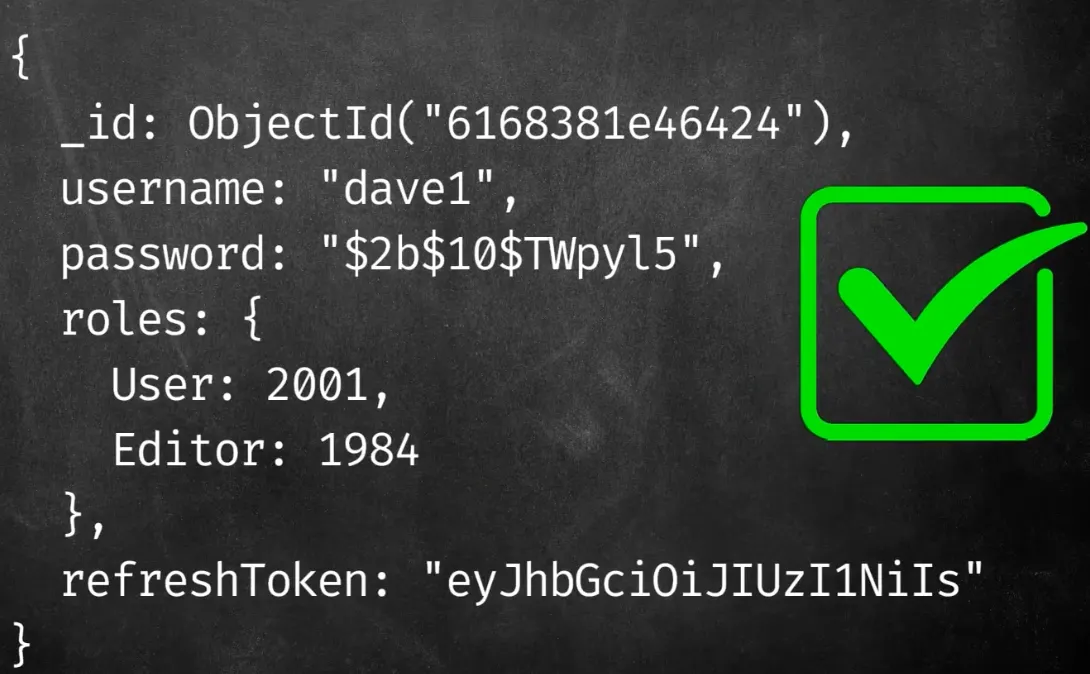 {
_id: ObjectId("6168381e46424"),
username: "dave1",
password: "$2b$10$TWpyl5",
roles: {
User: 2001,
Editor: 1984
},
refreshToken: "eyJhbGciOiJIUzI1NiIs"
}